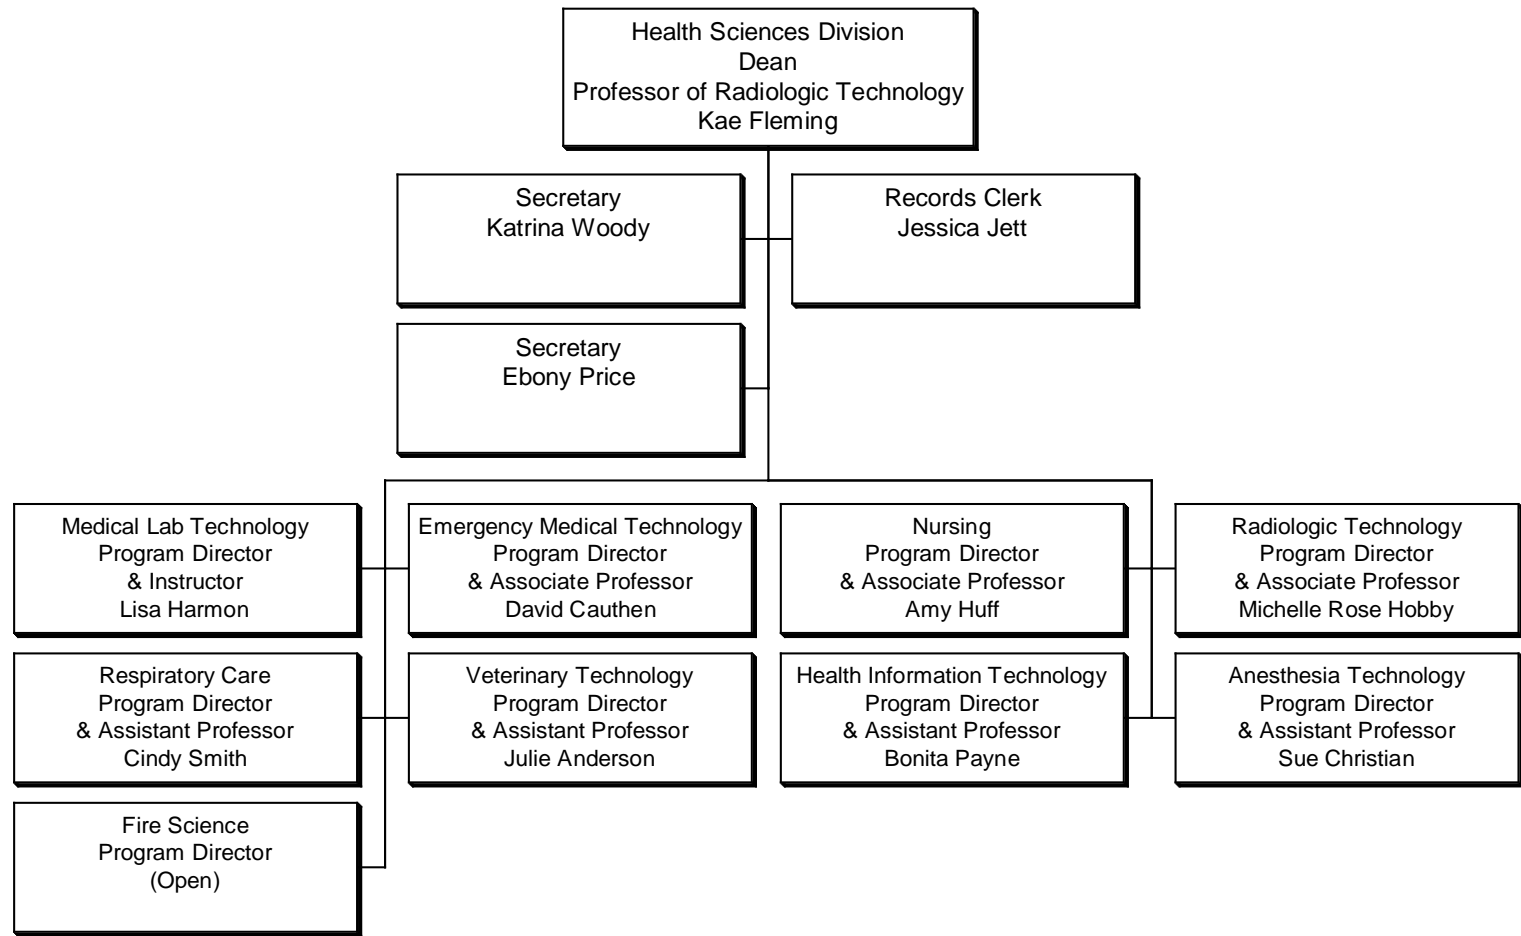 Health Sciences Division
Dean
Professor of Radiologic Technology
Kae Fleming
Secretary
Katrina Woody
Records Clerk
Jessica Jett
Secretary
Ebony Price
Medical Lab Technology
Program Director
& Instructor
Lisa Harmon
Emergency Medical Technology
Program Director
& Associate Professor
David Cauthen
Nursing
Program Director
& Associate Professor
Amy Huff
Radiologic Technology
Program Director
& Associate Professor
Michelle Rose Hobby
Respiratory Care
Program Director
& Assistant Professor
Cindy Smith
Veterinary Technology
Program Director
& Assistant Professor
Julie Anderson
Health Information Technology
Program Director
& Assistant Professor
Bonita Payne
Anesthesia Technology
Program Director
& Assistant Professor
Sue Christian
Fire Science
Program Director
(Open)